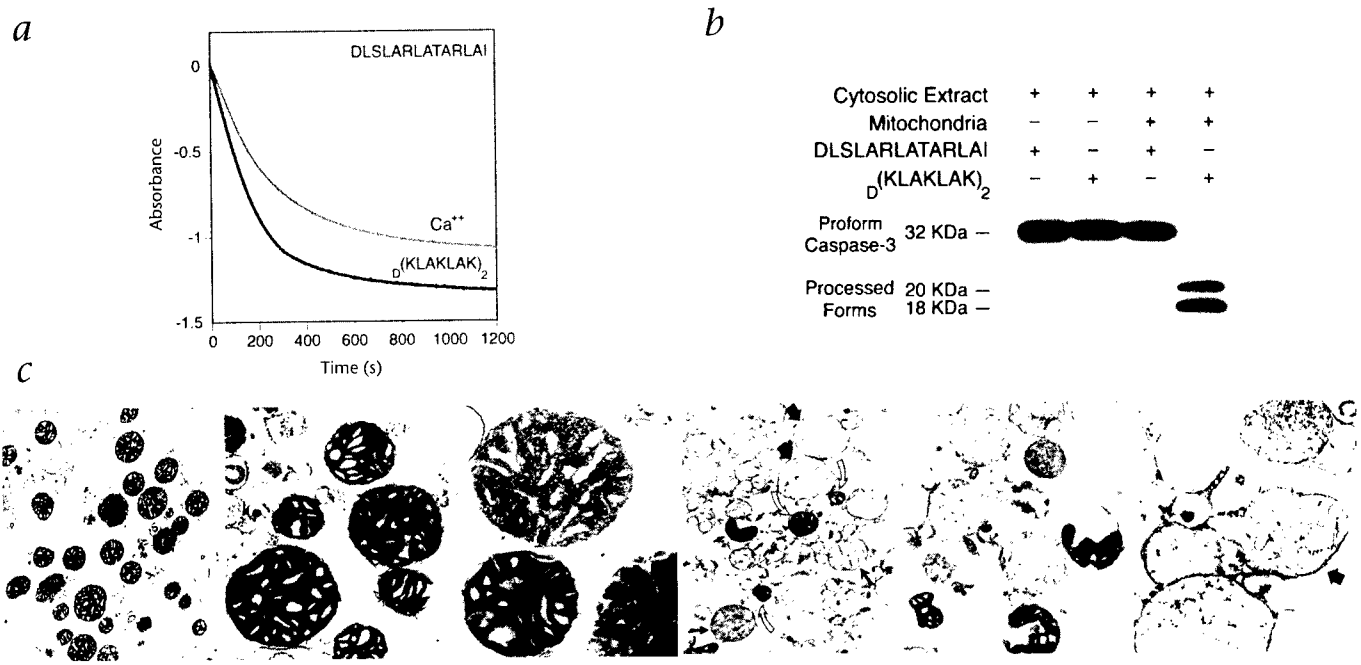 a
DLSLARLATARLAI
0
-0.5
-1
-1.5
Absorbance
Ca++
D(KLAKLAK)2
0 200 400 600 800 1000 1200
Time (s)
b
Cytosolic Extract + + + +
Mitochondria – – + +
DLSLARLATARLAI + – + –
D(KLAKLAK)2 – + – +
Proform
Caspase-3 32 KDa –
Processed 20 KDa –
Forms 18 KDa –
c